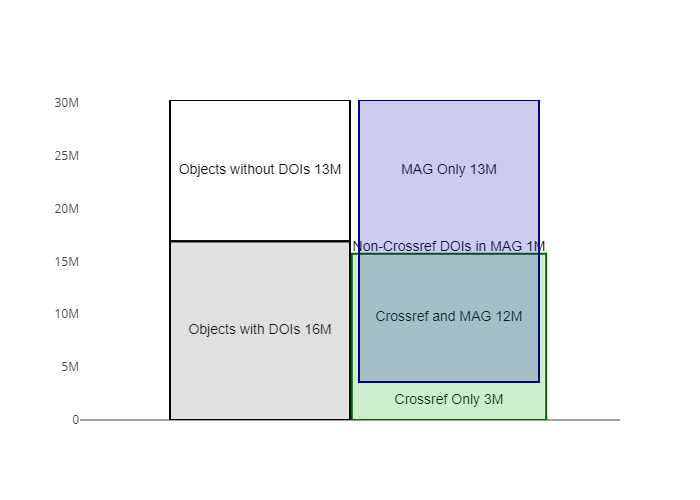 30M
25M
20M
15M
10M
5M
0
Objects without DOIs 13M
MAG Only 13M
Non-Crossref DOIs in MAG 1M
Objects with DOIs 16M
Crossref and MAG 12M
Crossref Only 3M